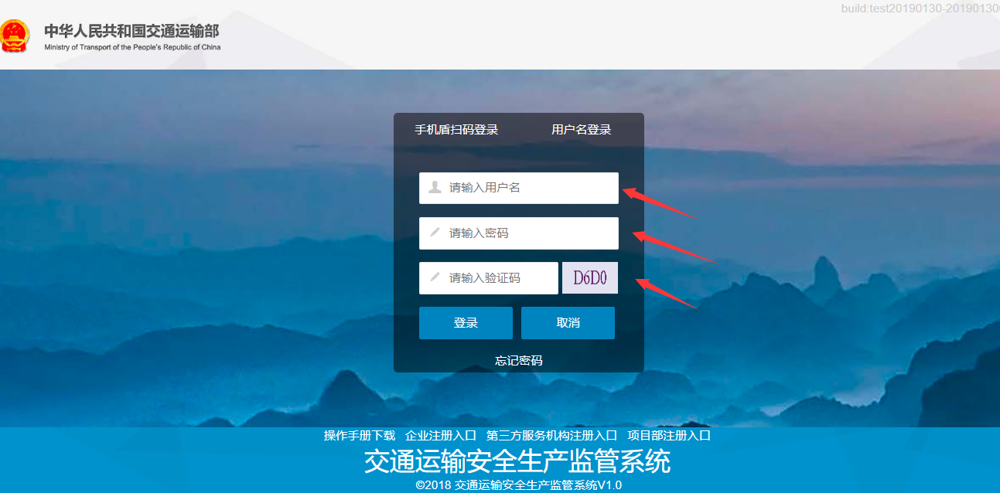 build:test20190130-20190130
中华人民共和国交通运输部
Ministry of Transport of the People's Republic of China
手机盾扫码登录 用户名登录
请输入用户名
请输入密码
请输入验证码 D6D0
登录 取消
忘记密码
操作手册下载 企业注册入口 第三方服务机构注册入口 项目部注册入口
交通运输安全生产监管系统
©2018 交通运输安全生产监管系统V1.0